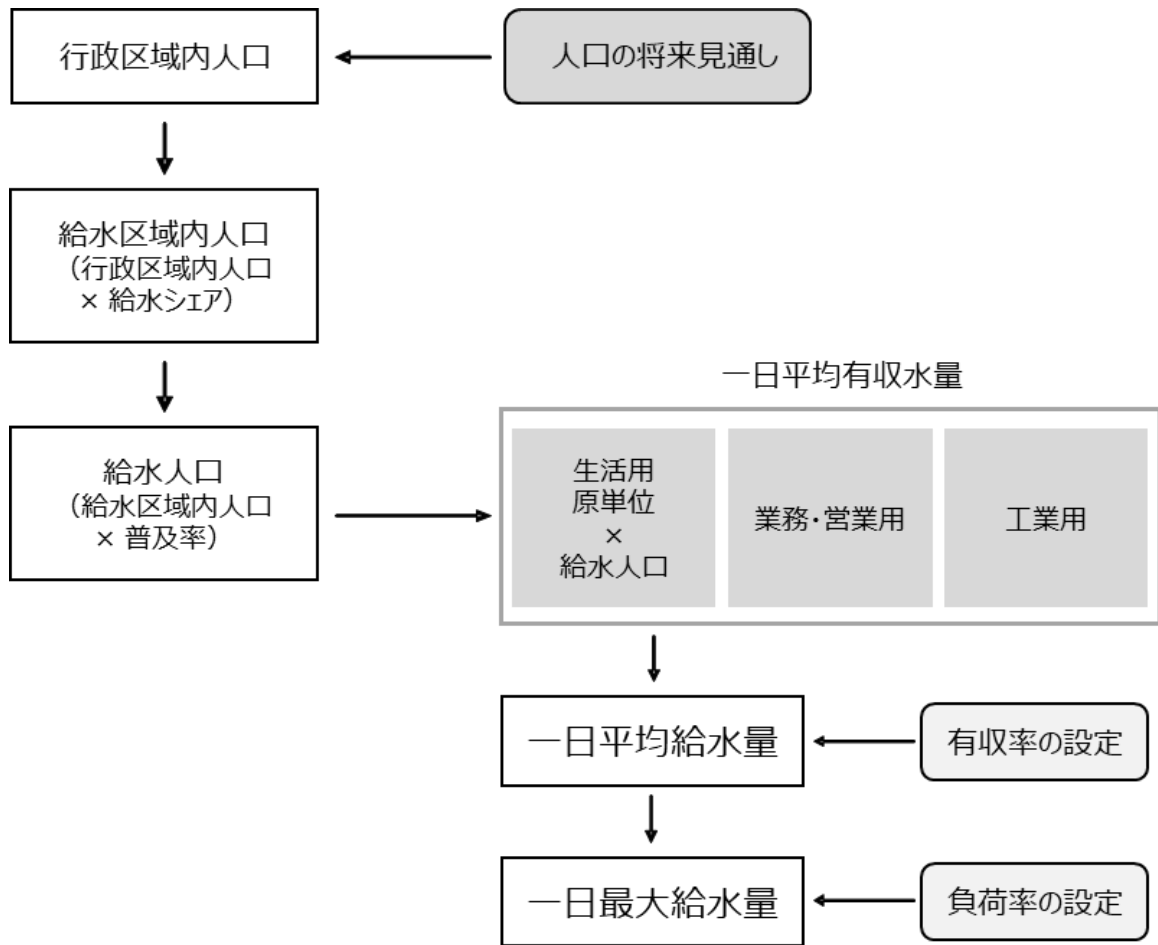 行政区域内人口
人口の将来見通し
給水区域内人口
（行政区域内人口
× 給水シェア）
給水人口
（給水区域内人口
× 普及率）
一日平均有収水量
生活用
原単位
×
給水人口
業務・営業用
工業用
一日平均給水量
有収率の設定
一日最大給水量
負荷率の設定